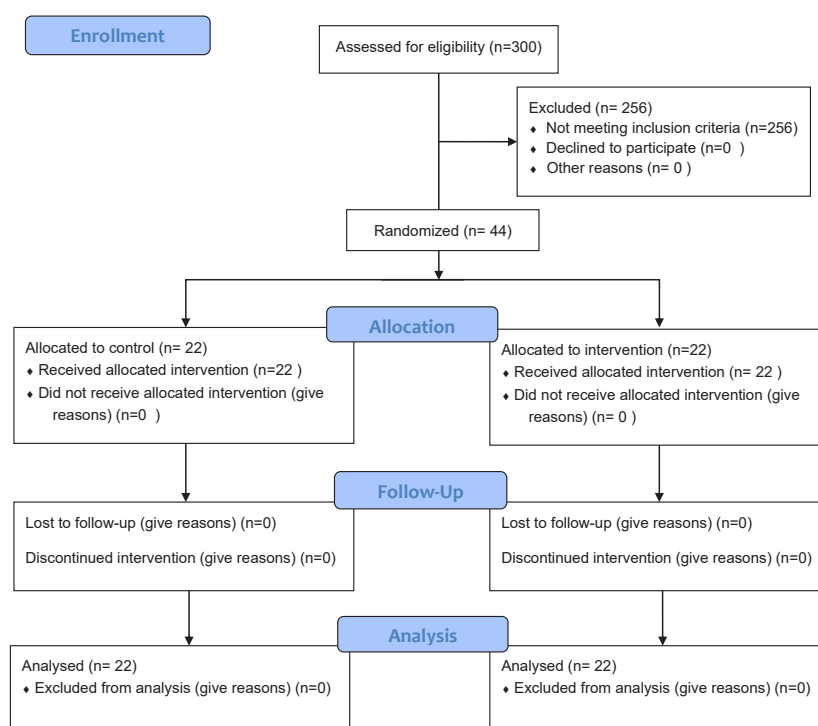 Enrollment
Assessed for eligibility (n=300)
Excluded (n= 256)
♦ Not meeting inclusion criteria (n=256)
♦ Declined to participate (n=0 )
♦ Other reasons (n= 0 )
Randomized (n= 44)
Allocation
Allocated to control (n= 22)
♦ Received allocated intervention (n=22 )
♦ Did not receive allocated intervention (give
reasons) (n=0 )
Allocated to intervention (n=22)
♦ Received allocated intervention (n= 22 )
♦ Did not receive allocated intervention (give
reasons) (n= 0 )
Follow-Up
Lost to follow-up (give reasons) (n=0)
Discontinued intervention (give reasons) (n=0)
Lost to follow-up (give reasons) (n=0)
Discontinued intervention (give reasons) (n=0)
Analysis
Analysed (n= 22)
♦ Excluded from analysis (give reasons) (n=0)
Analysed (n= 22)
♦ Excluded from analysis (give reasons) (n=0)